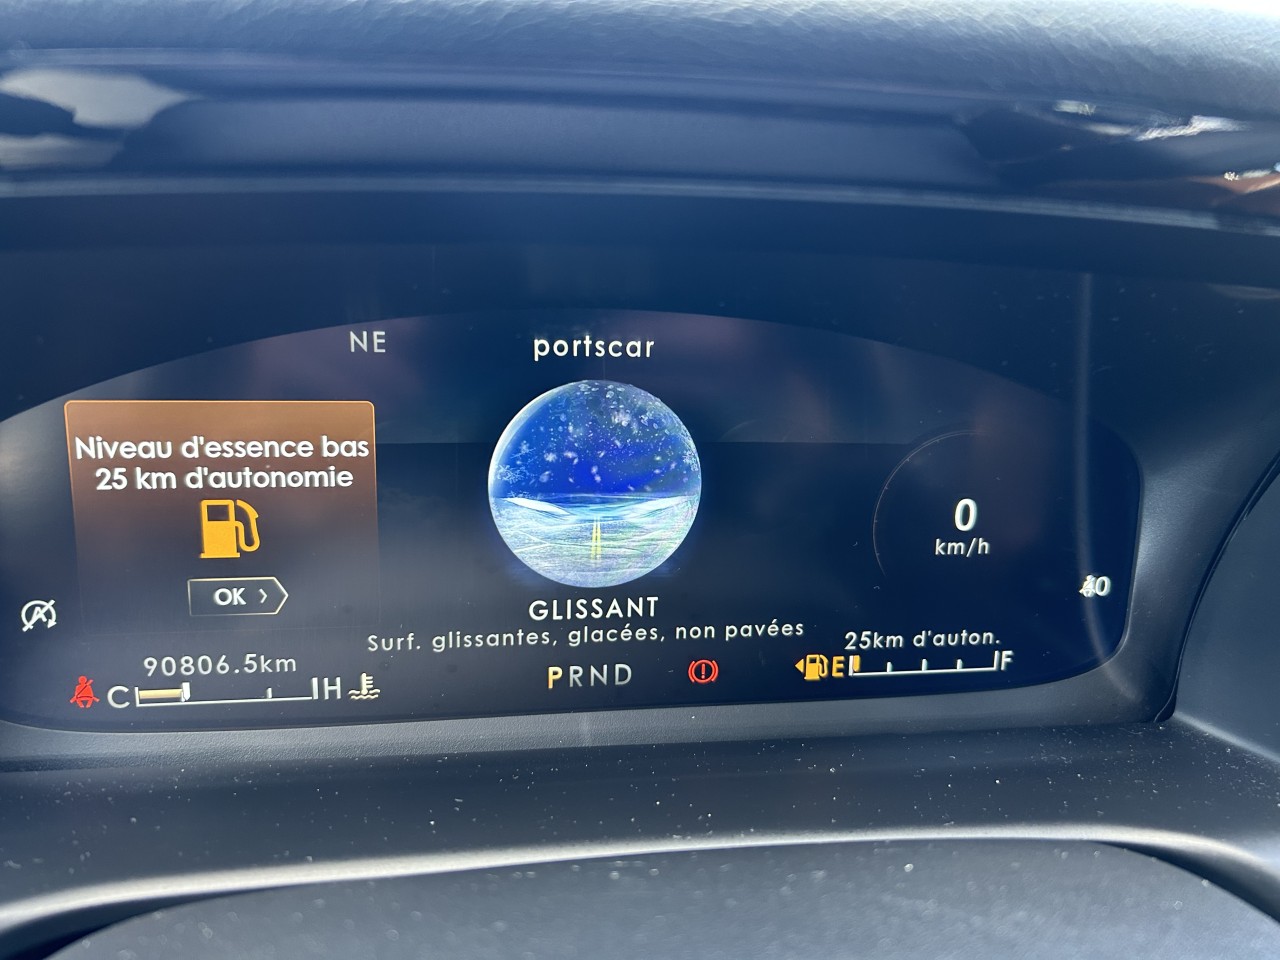 NE
portscar
Niveau d'essence bas
25 km d'autonomie
OK
0
km/h
40
GLISSANT
Surf. glissantes, glacées, non pavées
25km d'auton.
90806.5km
C H
PRND
E F